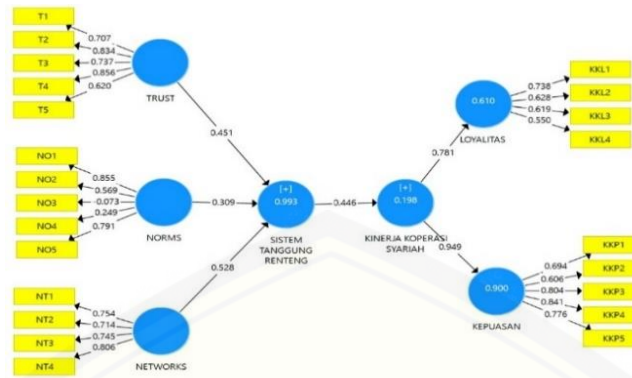 T1
T2
T3
T4
T5
0.707
0.834
0.737
0.856
0.620
TRUST
0.451
NO1
NO2
NO3
NO4
NO5
0.855
0.569
-0.073
0.249
0.791
NORMS
0.309
NT1
NT2
NT3
NT4
0.754
0.714
0.745
0.806
NETWORKS
0.528
[+]
0.993
SISTEM
TANGGUNG
RENTENG
0.446
[+]
0.198
KINERJA KOPERASI
SYARIAH
0.781
0.610
LOYALITAS
0.738
0.628
0.619
0.550
KKL1
KKL2
KKL3
KKL4
0.949
0.900
KEPUASAN
0.694
0.606
0.804
0.841
0.776
KKP1
KKP2
KKP3
KKP4
KKP5